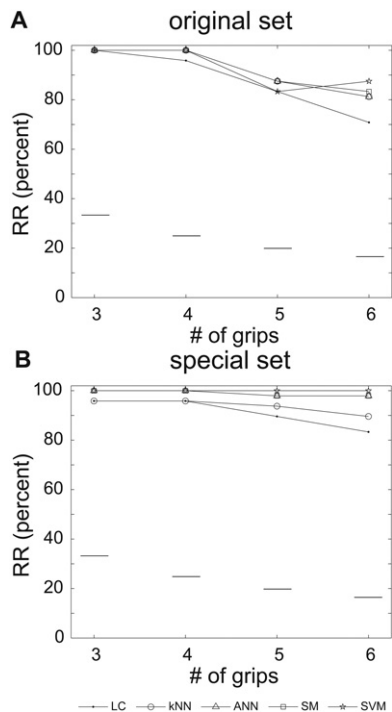 A
original set
RR (percent)
100
80
60
40
20
0
3 4 5 6
# of grips
B
special set
RR (percent)
100
80
60
40
20
0
3 4 5 6
# of grips
LC kNN ANN SM SVM